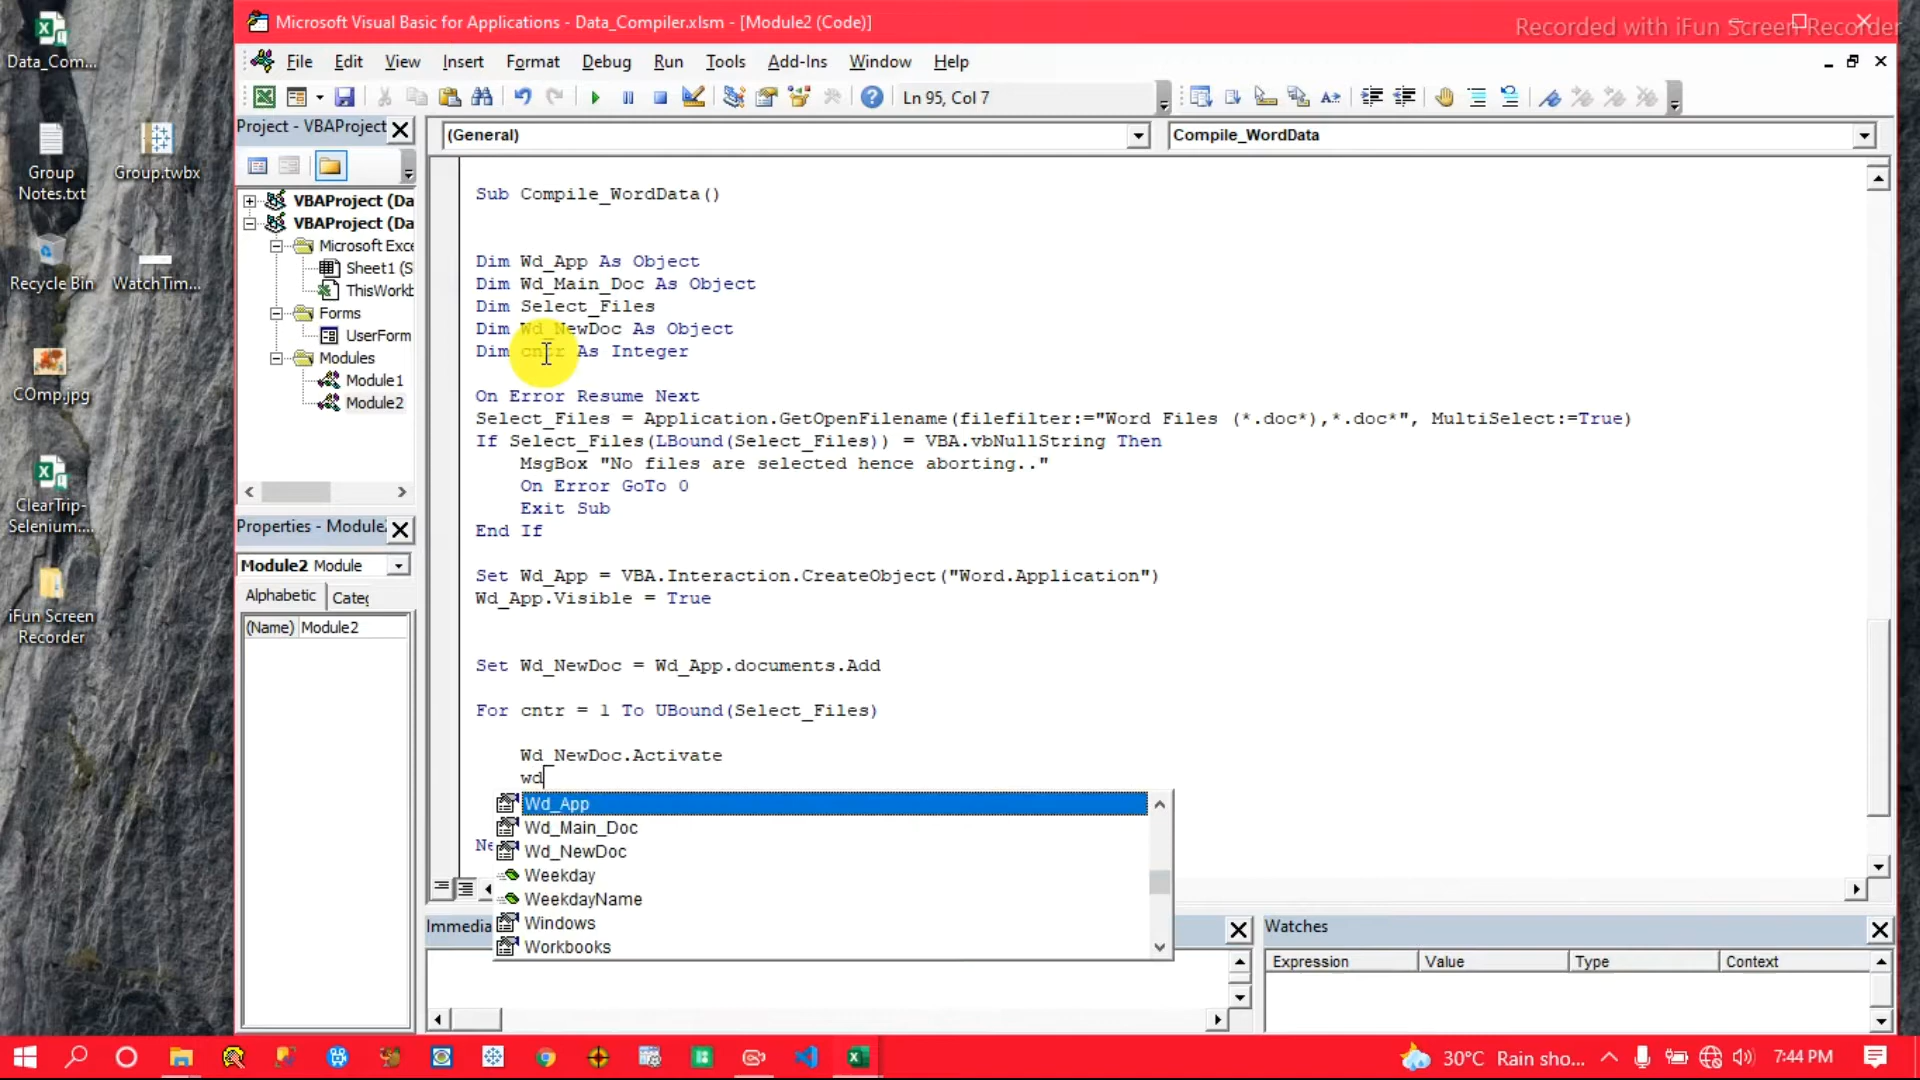 Microsoft Visual Basic for Applications - Data_Compiler.xlsm - [Module2 (Code)]
Recorded with iFun Screen Recorder
File Edit View Insert Format Debug Run Tools Add-Ins Window Help
Ln 95, Col 7
Project - VBAProject
(General)
Compile_WordData
VBAProject (Da
VBAProject (Da
Microsoft Exce
Sheet1 (S
ThisWorkb
Forms
UserForm
Modules
Module1
Module2
Properties - Module
Module2 Module
Alphabetic
Categ
(Name) Module2
Sub Compile_WordData()
Dim Wd_App As Object
Dim Wd_Main_Doc As Object
Dim Select_Files
Dim Wd_NewDoc As Object
Dim cntr As Integer
On Error Resume Next
Select_Files = Application.GetOpenFilename(filefilter:="Word Files (*.doc*),*.doc*", MultiSelect:=True)
If Select_Files(LBound(Select_Files)) = VBA.vbNullString Then
MsgBox "No files are selected hence aborting.."
On Error GoTo 0
Exit Sub
End If
Set Wd_App = VBA.Interaction.CreateObject("Word.Application")
Wd_App.Visible = True
Set Wd_NewDoc = Wd_App.documents.Add
For cntr = 1 To UBound(Select_Files)
Wd_NewDoc.Activate
wd
Ne
Wd_App
Wd_Main_Doc
Wd_NewDoc
Weekday
WeekdayName
Windows
Workbooks
Immedia
Watches
Expression Value Type Context
Data_Com...
Group
Notes.txt
Group.twbx
Recycle Bin
WatchTim...
COmp.jpg
ClearTrip-
Selenium....
iFun Screen
Recorder
30°C Rain sho...
7:44 PM